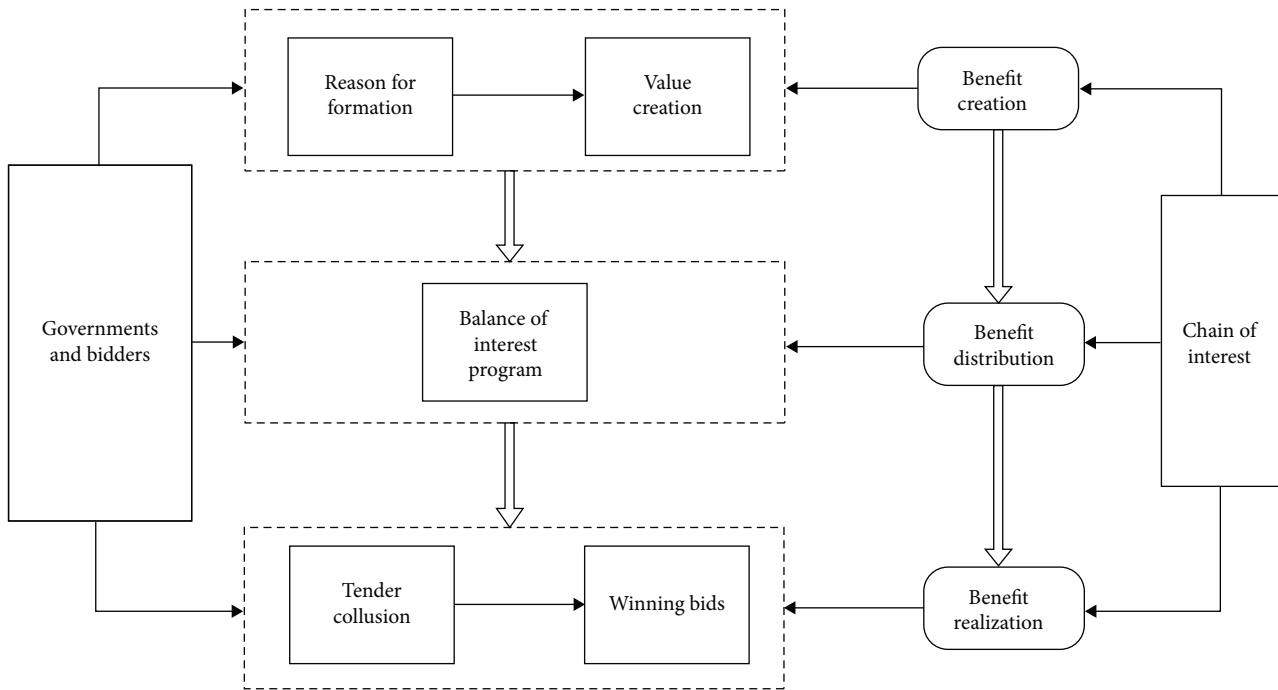 Reason for
formation
Value
creation
Benefit
creation
Governments
and bidders
Balance of
interest
program
Benefit
distribution
Chain of
interest
Tender
collusion
Winning bids
Benefit
realization